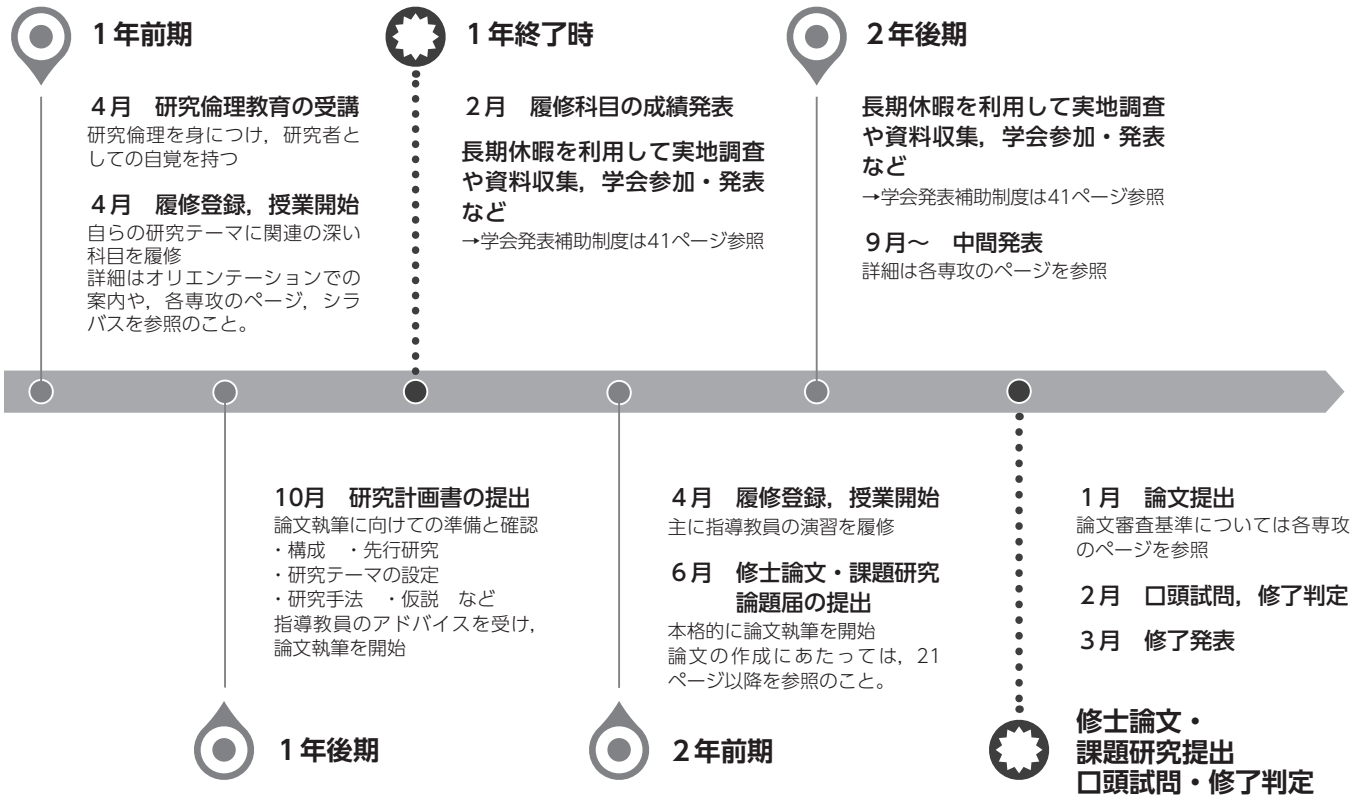 1年前期
4月　研究倫理教育の受講
研究倫理を身につけ，研究者と
しての自覚を持つ
4月　履修登録，授業開始
自らの研究テーマに関連の深い
科目を履修
詳細はオリエンテーションでの
案内や，各専攻のページ，シラ
バスを参照のこと。
1年終了時
2月　履修科目の成績発表
長期休暇を利用して実地調査
や資料収集，学会参加・発表
など
→学会発表補助制度は41ページ参照
2年後期
長期休暇を利用して実地調査
や資料収集，学会参加・発表
など
→学会発表補助制度は41ページ参照
9月～　中間発表
詳細は各専攻のページを参照
10月　研究計画書の提出
論文執筆に向けての準備と確認
・構成　・先行研究
・研究テーマの設定
・研究手法　・仮説　など
指導教員のアドバイスを受け，
論文執筆を開始
1年後期
4月　履修登録，授業開始
主に指導教員の演習を履修
6月　修士論文・課題研究
論題届の提出
本格的に論文執筆を開始
論文の作成にあたっては，21
ページ以降を参照のこと。
2年前期
1月　論文提出
論文審査基準については各専攻
のページを参照
2月　口頭試問，修了判定
3月　修了発表
修士論文・
課題研究提出
口頭試問・修了判定